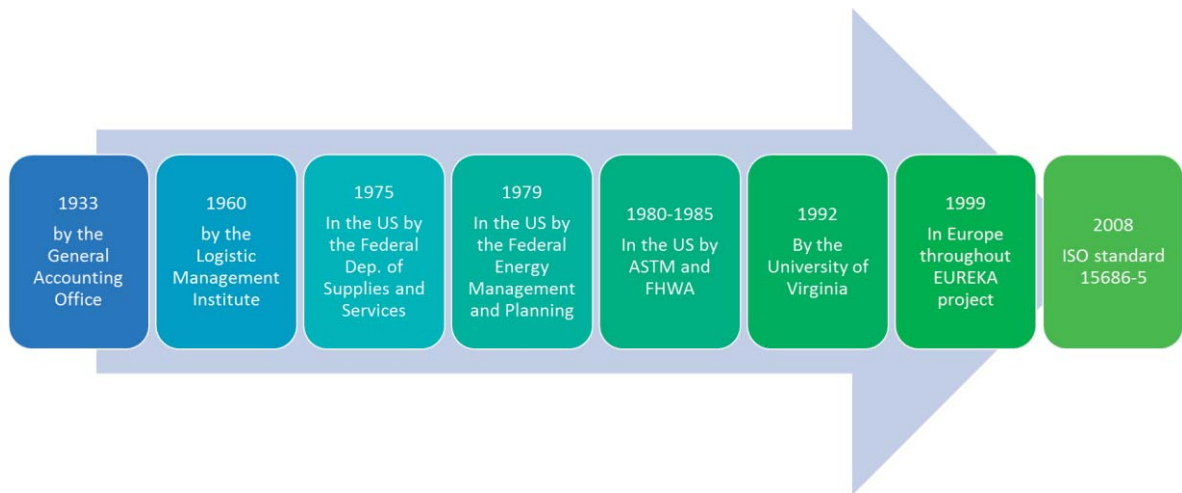 1933
by the
General
Accounting
Office
1960
by the
Logistic
Management
Institute
1975
In the US by
the Federal
Dep. of
Supplies and
Services
1979
In the US by
the Federal
Energy
Management
and Planning
1980-1985
In the US by
ASTM and
FHWA
1992
By the
University of
Virginia
1999
In Europe
throughout
EUREKA
project
2008
ISO standard
15686-5